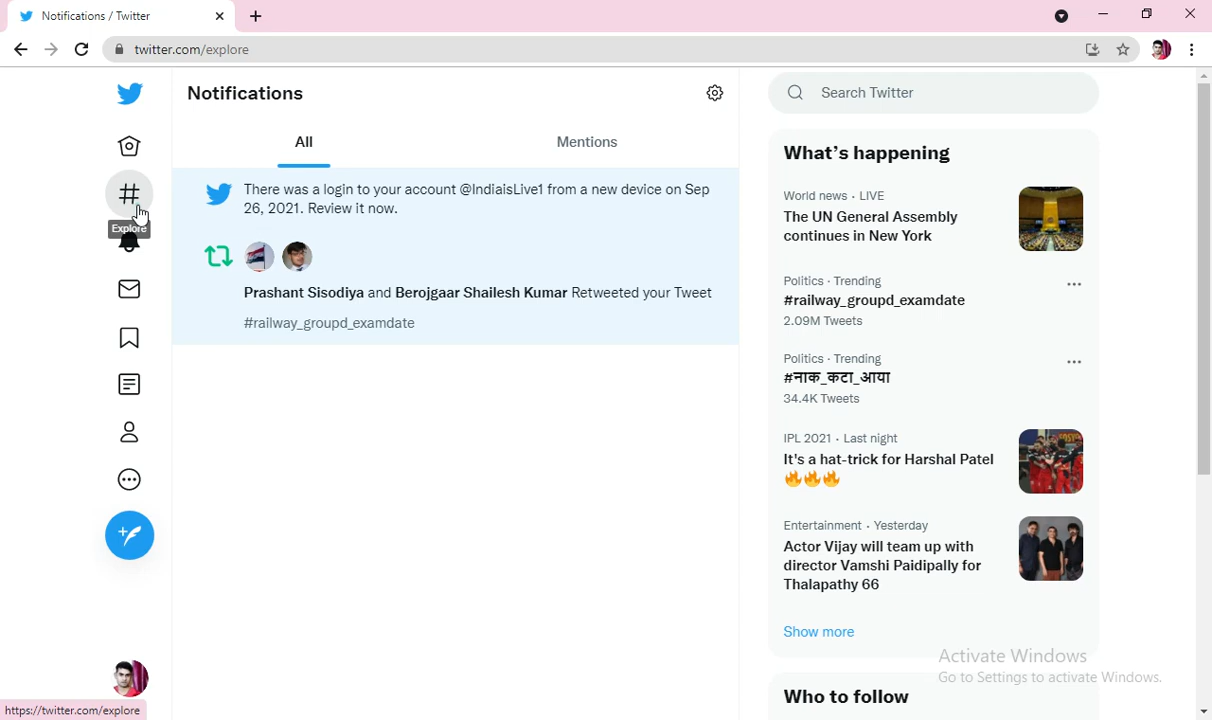 Notifications / Twitter
twitter.com/explore
Notifications
All
Mentions
There was a login to your account @IndiaisLive1 from a new device on Sep
26, 2021. Review it now.
Prashant Sisodiya and Berojgaar Shailesh Kumar Retweeted your Tweet
#railway_groupd_examdate
Explore
Search Twitter
What's happening
World news · LIVE
The UN General Assembly
continues in New York
Politics · Trending
#railway_groupd_examdate
2.09M Tweets
Politics · Trending
#नाक_कटा_आया
34.4K Tweets
IPL 2021 · Last night
It's a hat-trick for Harshal Patel
🔥🔥🔥
Entertainment · Yesterday
Actor Vijay will team up with
director Vamshi Paidipally for
Thalapathy 66
Show more
Who to follow
Activate Windows
Go to Settings to activate Windows.
https://twitter.com/explore